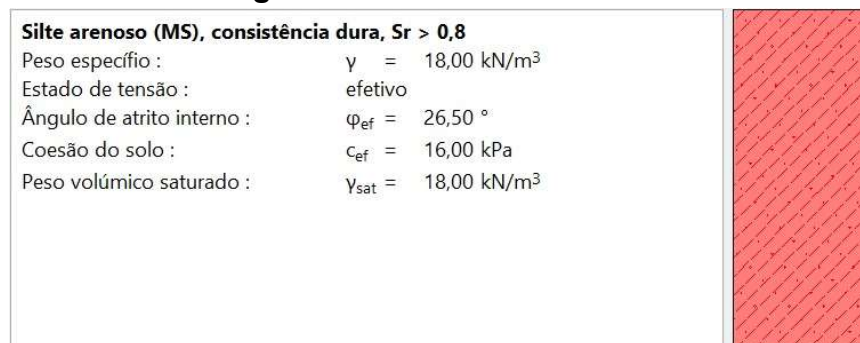 Silte arenoso (MS), consistência dura, Sr > 0,8
Peso específio : γ = 18,00 kN/m³
Estado de tensão : efetivo
Ângulo de atrito interno : φef = 26,50 °
Coesão do solo : cef = 16,00 kPa
Peso volúmico saturado : γsat = 18,00 kN/m³